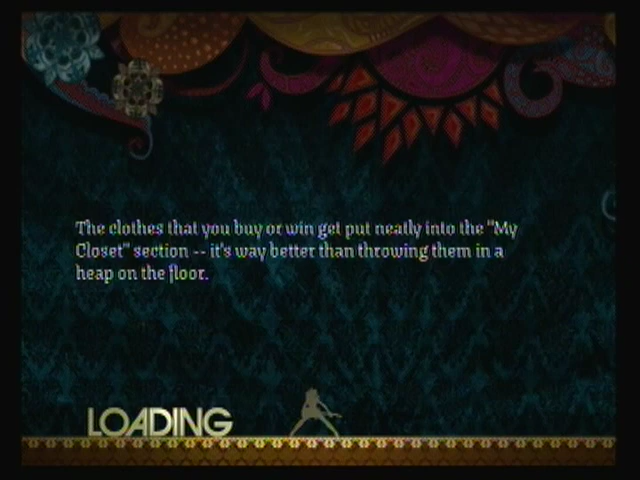 The clothes that you buy or win get put neatly into the "My
Closet" section -- it's way better than throwing them in a
heap on the floor.
LOADING